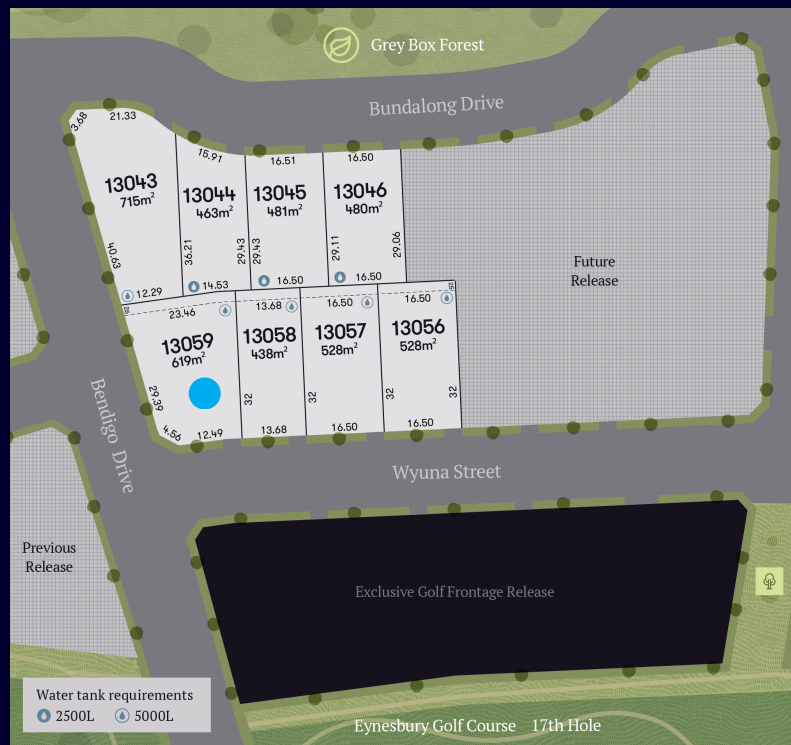 Grey Box Forest
Bundalong Drive
3.68
21.33
15.91
16.51
16.50
13043
715m²
13044
463m²
13045
481m²
13046
480m²
40.63
36.21
29.43
29.43
29.11
29.06
12.29
14.53
16.50
16.50
Future
Release
23.46
13.68
16.50
16.50
13059
619m²
13058
438m²
13057
528m²
13056
528m²
29.39
32
32
32
32
4.56
12.49
13.68
16.50
16.50
Bendigo Drive
Wyuna Street
Previous
Release
Exclusive Golf Frontage Release
Water tank requirements
2500L 5000L
Eynesbury Golf Course 17th Hole